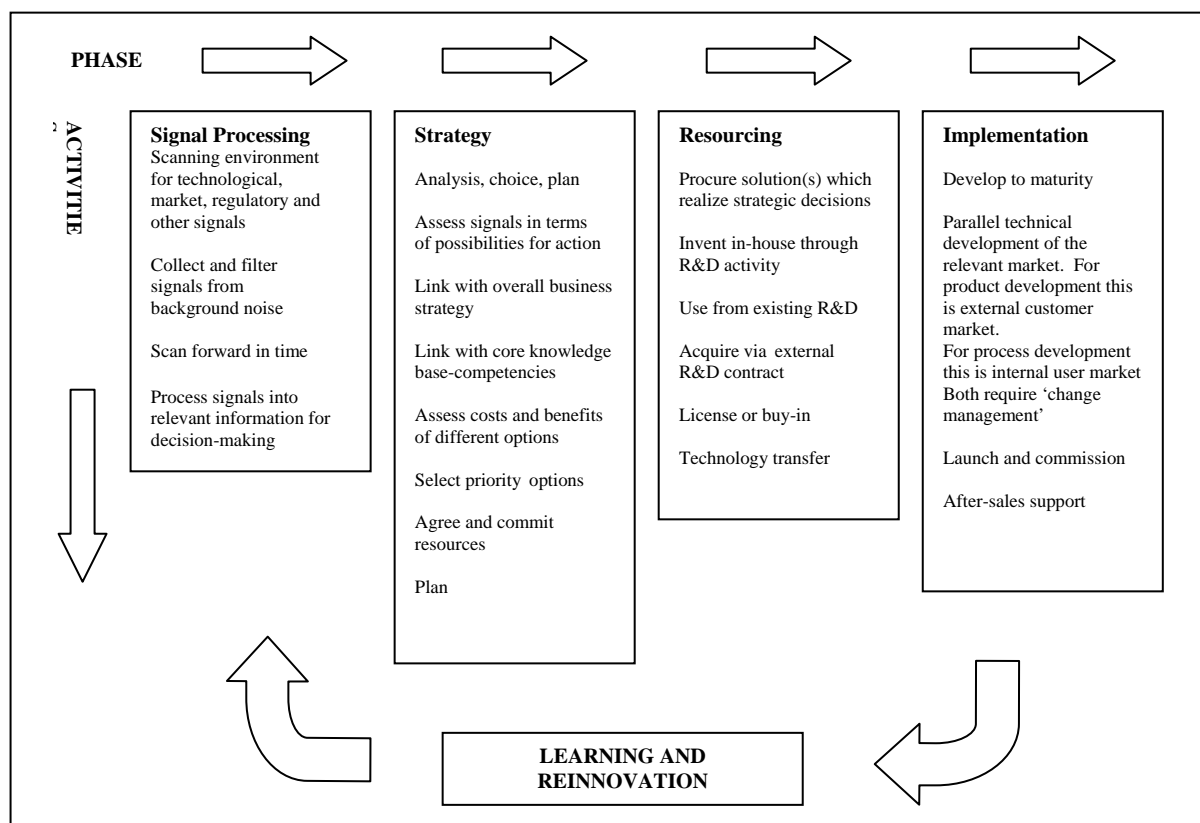 PHASE
ACTIVITIE
Signal Processing
Scanning environment
for technological,
market, regulatory and
other signals
Collect and filter
signals from
background noise
Scan forward in time
Process signals into
relevant information for
decision-making
Strategy
Analysis, choice, plan
Assess signals in terms
of possibilities for action
Link with overall business
strategy
Link with core knowledge
base-competencies
Assess costs and benefits
of different options
Select priority options
Agree and commit
resources
Plan
Resourcing
Procure solution(s) which
realize strategic decisions
Invent in-house through
R&D activity
Use from existing R&D
Acquire via external
R&D contract
License or buy-in
Technology transfer
Implementation
Develop to maturity
Parallel technical
development of the
relevant market. For
product development this
is external customer
market.
For process development
this is internal user market
Both require ‘change
management’
Launch and commission
After-sales support
LEARNING AND
REINNOVATION